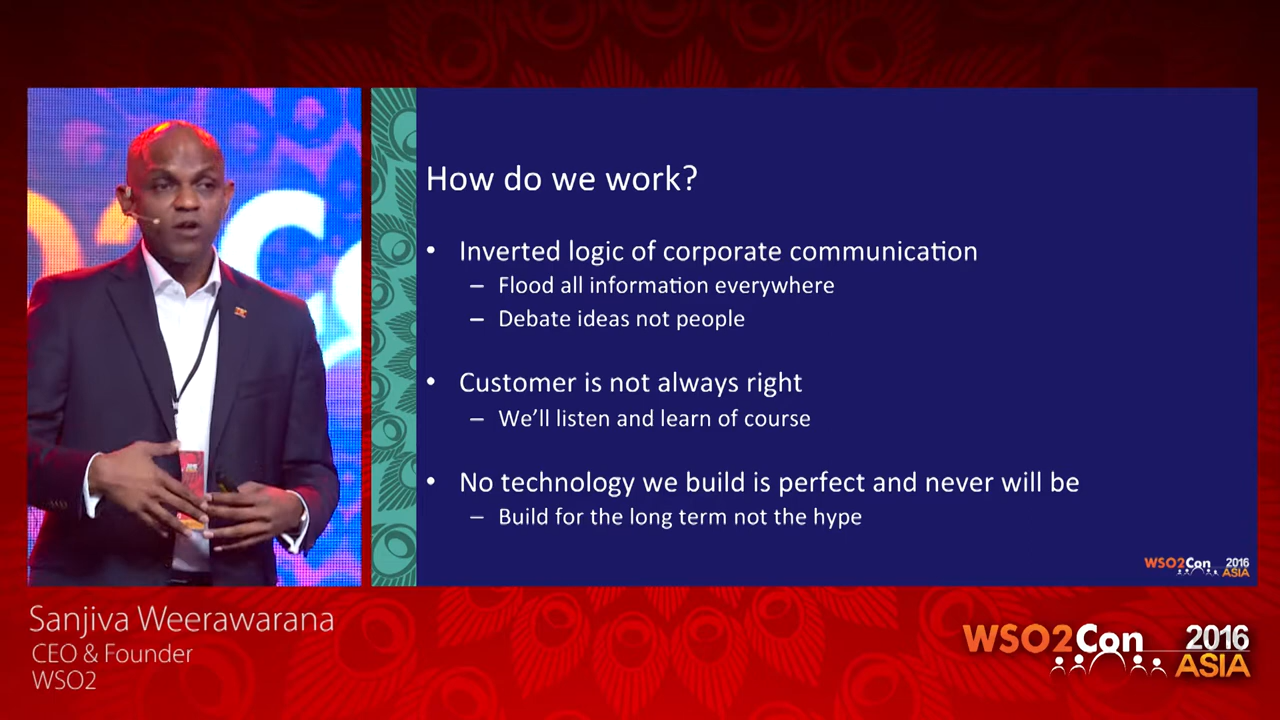 How do we work?
• Inverted logic of corporate communication
– Flood all information everywhere
– Debate ideas not people
• Customer is not always right
– We'll listen and learn of course
• No technology we build is perfect and never will be
– Build for the long term not the hype
WSO2Con 2016 ASIA
Sanjiva Weerawarana
CEO & Founder
WSO2
WSO2Con 2016
ASIA